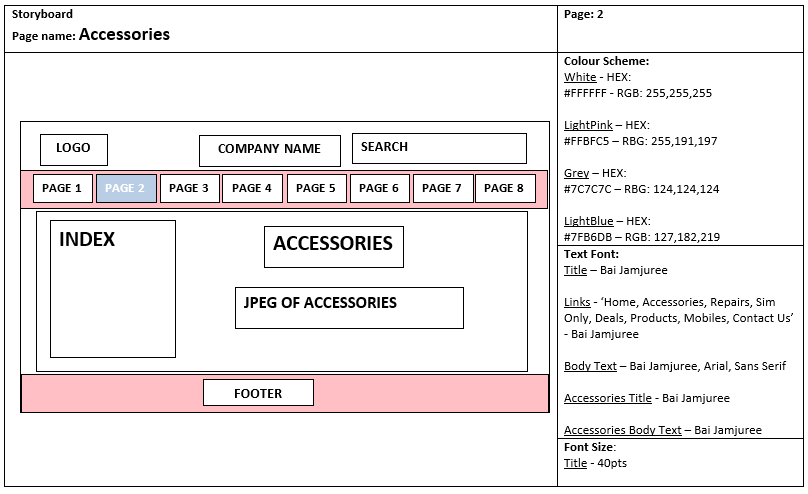 Storyboard
Page name: Accessories
Page: 2
LOGO
COMPANY NAME
SEARCH
PAGE 1
PAGE 2
PAGE 3
PAGE 4
PAGE 5
PAGE 6
PAGE 7
PAGE 8
INDEX
ACCESSORIES
JPEG OF ACCESSORIES
FOOTER
Colour Scheme:
White - HEX:
#FFFFFF - RGB: 255,255,255
LightPink – HEX:
#FFBFC5 – RBG: 255,191,197
Grey – HEX:
#7C7C7C – RBG: 124,124,124
LightBlue – HEX:
#7FB6DB – RGB: 127,182,219
Text Font:
Title – Bai Jamjuree
Links - ‘Home, Accessories, Repairs, Sim
Only, Deals, Products, Mobiles, Contact Us’
- Bai Jamjuree
Body Text – Bai Jamjuree, Arial, Sans Serif
Accessories Title - Bai Jamjuree
Accessories Body Text – Bai Jamjuree
Font Size:
Title - 40pts